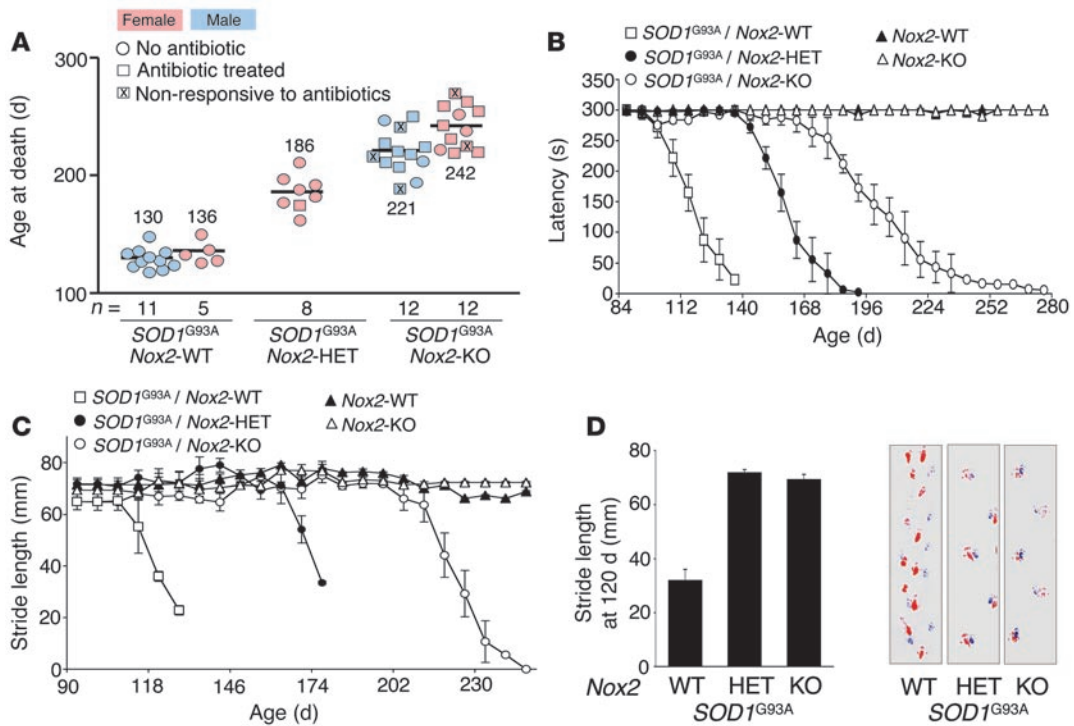 A
Female Male
No antibiotic
Antibiotic treated
X Non-responsive to antibiotics
Age at death (d)
300
200
100
130
136
186
221
242
n = 11 5 8 12 12
SOD1G93A SOD1G93A SOD1G93A
Nox2-WT Nox2-HET Nox2-KO
B
SOD1G93A / Nox2-WT Nox2-WT
SOD1G93A / Nox2-HET Nox2-KO
SOD1G93A / Nox2-KO
Latency (s)
350
300
250
200
150
100
50
0
84 112 140 168 196 224 252 280
Age (d)
C
SOD1G93A / Nox2-WT Nox2-WT
SOD1G93A / Nox2-HET Nox2-KO
SOD1G93A / Nox2-KO
Stride length (mm)
80
60
40
20
0
90 118 146 174 202 230
Age (d)
D
Stride length
at 120 d (mm)
80
60
40
20
0
Nox2 WT HET KO
SOD1G93A
WT HET KO
SOD1G93A